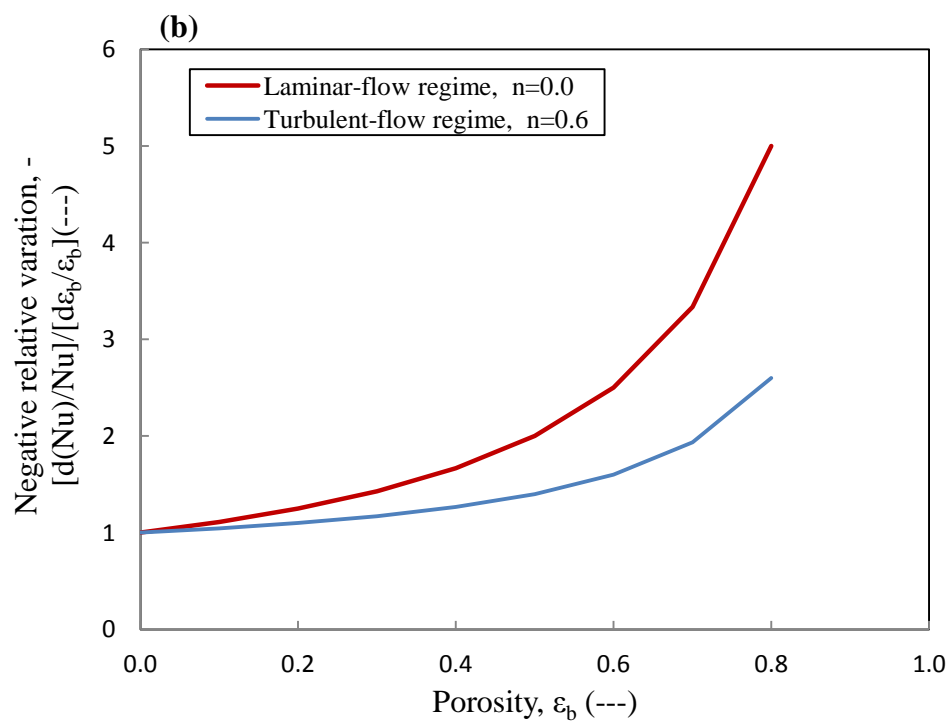 (b)
6
5
4
3
2
1
0
Laminar-flow regime, n=0.0
Turbulent-flow regime, n=0.6
Negative relative varation, -
[d(Nu)/Nu]/[dε_b/ε_b](---)
0.0 0.2 0.4 0.6 0.8 1.0
Porosity, ε_b (---)